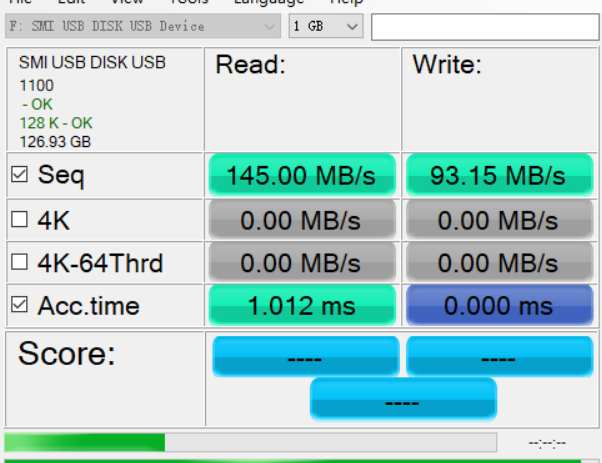 File Edit View Tools Language Help
F: SMI USB DISK USB Device 1 GB
SMI USB DISK USB
1100
- OK
128 K - OK
126.93 GB
Read: Write:
Seq 145.00 MB/s 93.15 MB/s
4K 0.00 MB/s 0.00 MB/s
4K-64Thrd 0.00 MB/s 0.00 MB/s
Acc.time 1.012 ms 0.000 ms
Score: ---- ----
----
--:--:--